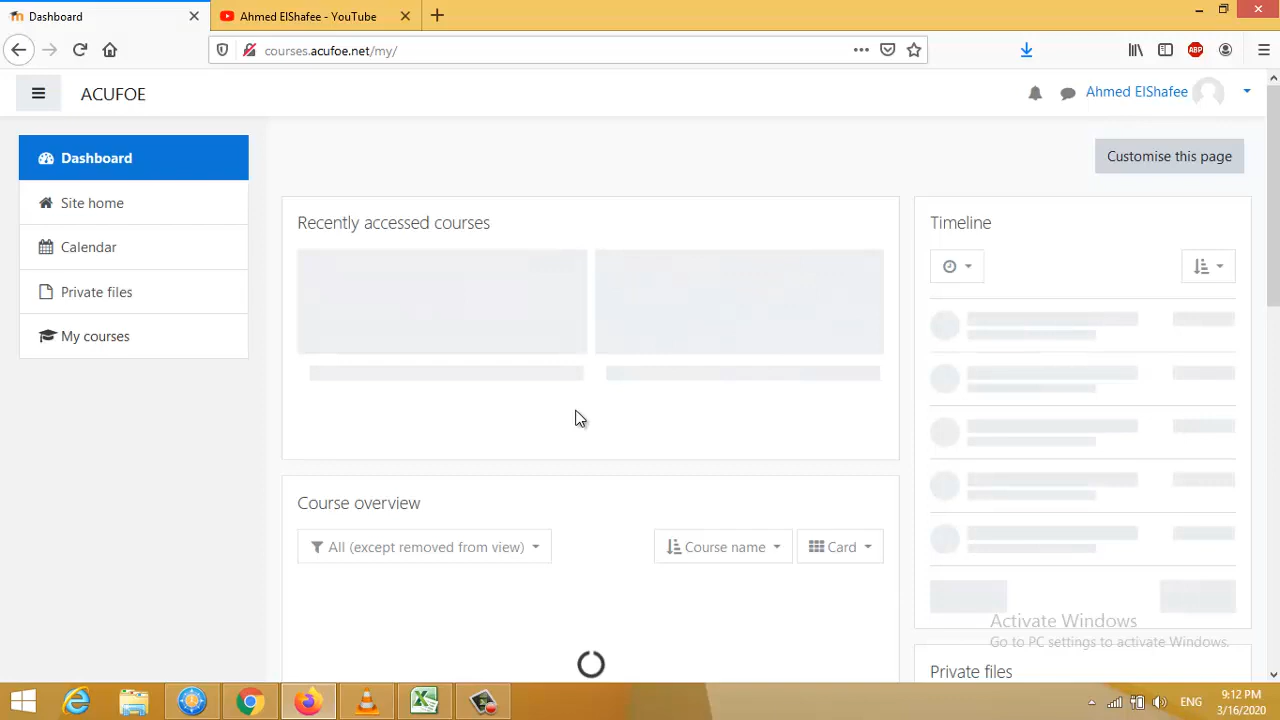 Dashboard
Ahmed ElShafee - YouTube
courses.acufoe.net/my/
ABP
ACUFOE
Ahmed ElShafee
Dashboard
Site home
Calendar
Private files
My courses
Customise this page
Recently accessed courses
Timeline
Course overview
All (except removed from view)
Course name
Card
Activate Windows
Go to PC settings to activate Windows.
Private files
ENG
9:12 PM
3/16/2020